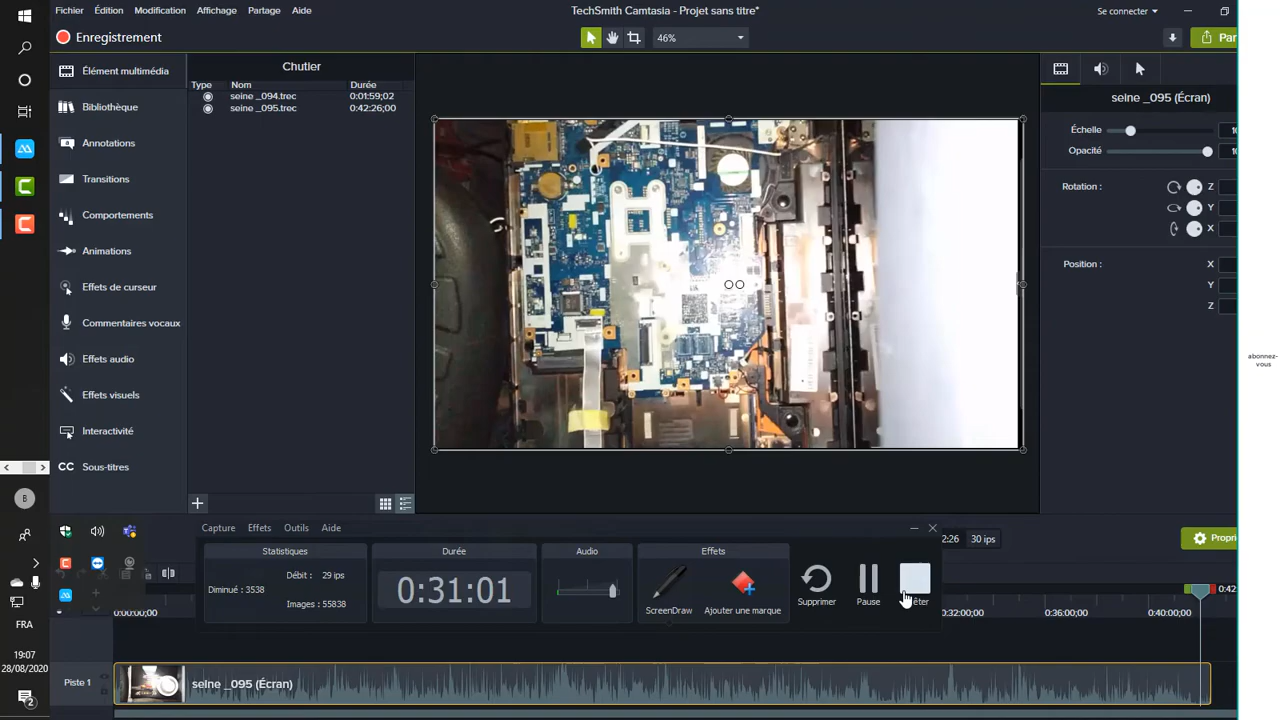 Fichier Édition Modification Affichage Partage Aide
TechSmith Camtasia - Projet sans titre*
Se connecter
Enregistrement
46%
Par
Élément multimédia
Bibliothèque
Annotations
Transitions
Comportements
Animations
Effets de curseur
Commentaires vocaux
Effets audio
Effets visuels
Interactivité
CC Sous-titres
Chutier
Type Nom Durée
seine _094.trec 0:01:59;02
seine _095.trec 0:42:26;00
seine _095 (Écran)
Échelle
Opacité
Rotation : Z
Y
X
Position : X
Y
Z
abonnez-
vous
B
Capture Effets Outils Aide
Statistiques
Diminué : 3538
Débit : 29 ips
Images : 55838
Durée
0:31:01
Audio
Effets
ScreenDraw
Ajouter une marque
Supprimer
Pause
2:26 30 ips
Propri
0:00:00;00
0:32:00;00
0:36:00;00
0:40:00;00
0:42
Piste 1
seine _095 (Écran)
FRA
19:07
28/08/2020
2